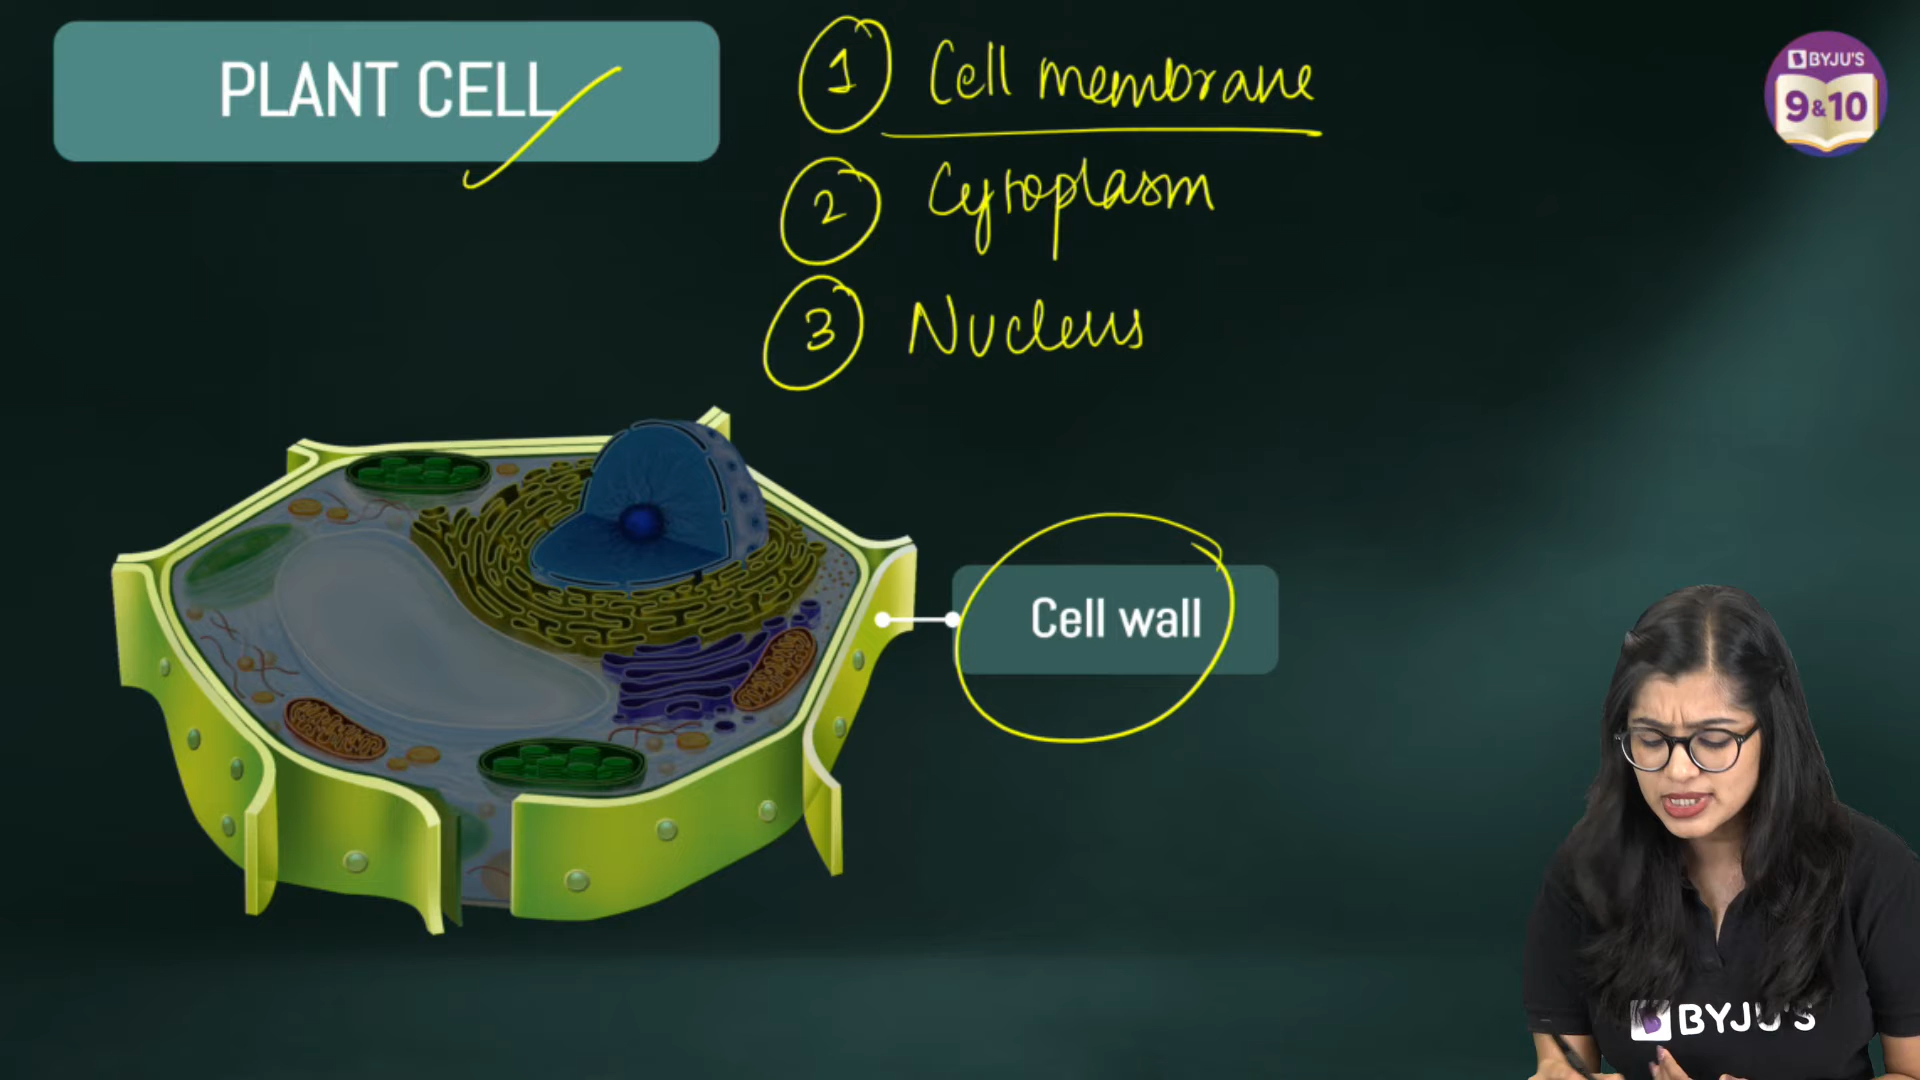 PLANT CELL
1 Cell membrane
2 Cytoplasm
3 Nucleus
BYJU'S
9&10
Cell wall
BYJU'S